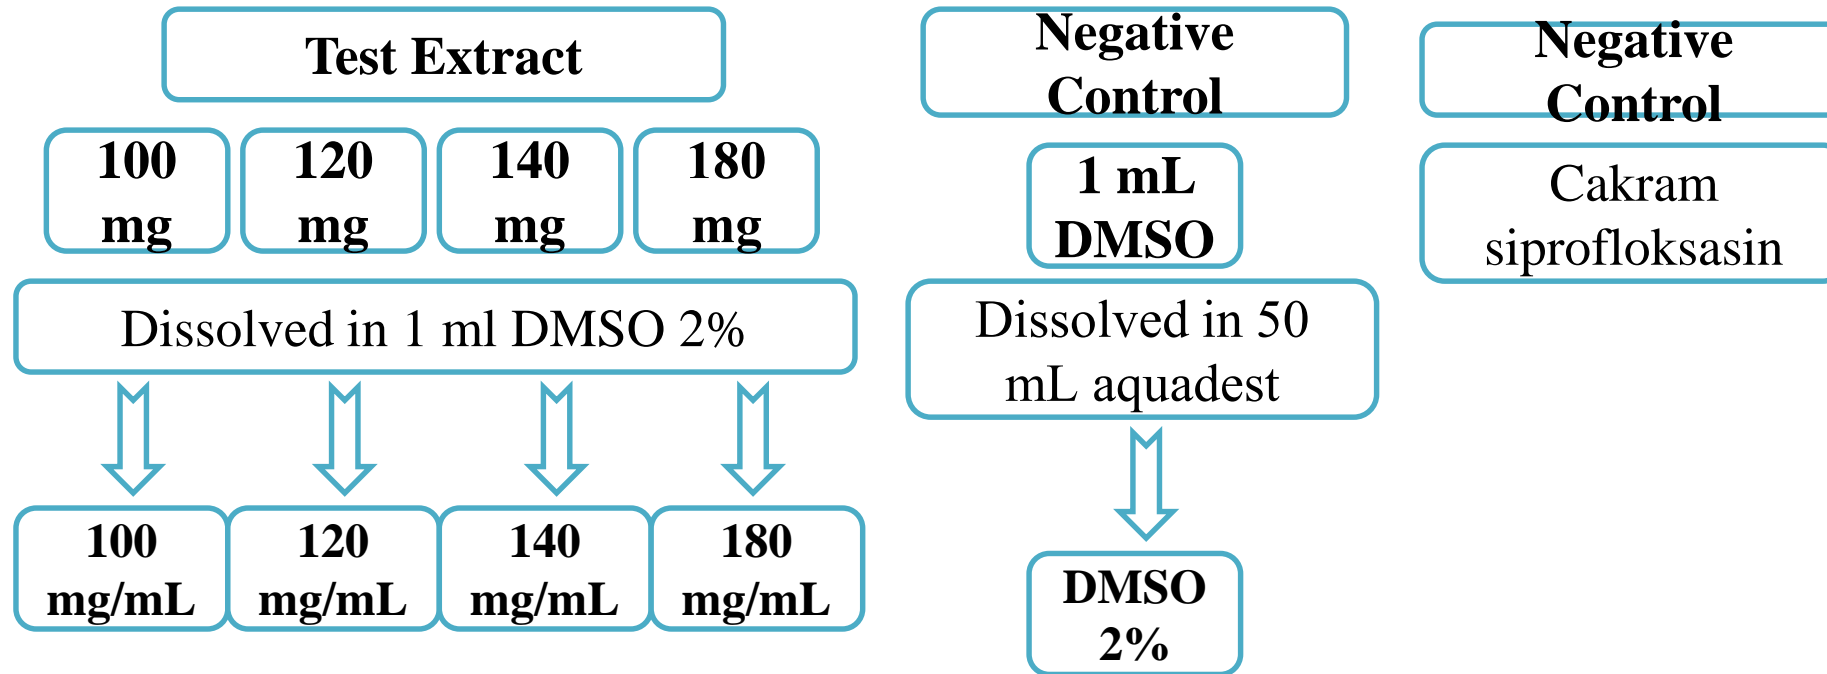 Test Extract
100
mg
120
mg
140
mg
180
mg
Dissolved in 1 ml DMSO 2%
100
mg/mL
120
mg/mL
140
mg/mL
180
mg/mL
Negative
Control
1 mL
DMSO
Dissolved in 50
mL aquadest
DMSO
2%
Negative
Control
Cakram
siprofloksasin